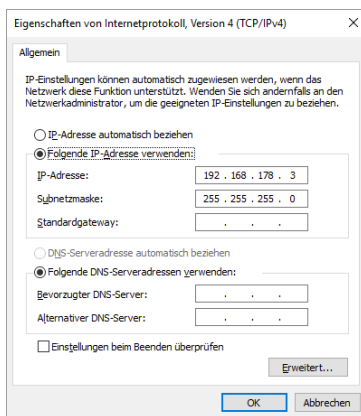 Eigenschaften von Internetprotokoll, Version 4 (TCP/IPv4)
Allgemein
IP-Einstellungen können automatisch zugewiesen werden, wenn das
Netzwerk diese Funktion unterstützt. Wenden Sie sich andernfalls an den
Netzwerkadministrator, um die geeigneten IP-Einstellungen zu beziehen.
IP-Adresse automatisch beziehen
Folgende IP-Adresse verwenden:
IP-Adresse: 192 . 168 . 178 . 3
Subnetzmaske: 255 . 255 . 255 . 0
Standardgateway: . . .
DNS-Serveradresse automatisch beziehen
Folgende DNS-Serveradressen verwenden:
Bevorzugter DNS-Server: . . .
Alternativer DNS-Server: . . .
Einstellungen beim Beenden überprüfen
Erweitert...
OK Abbrechen